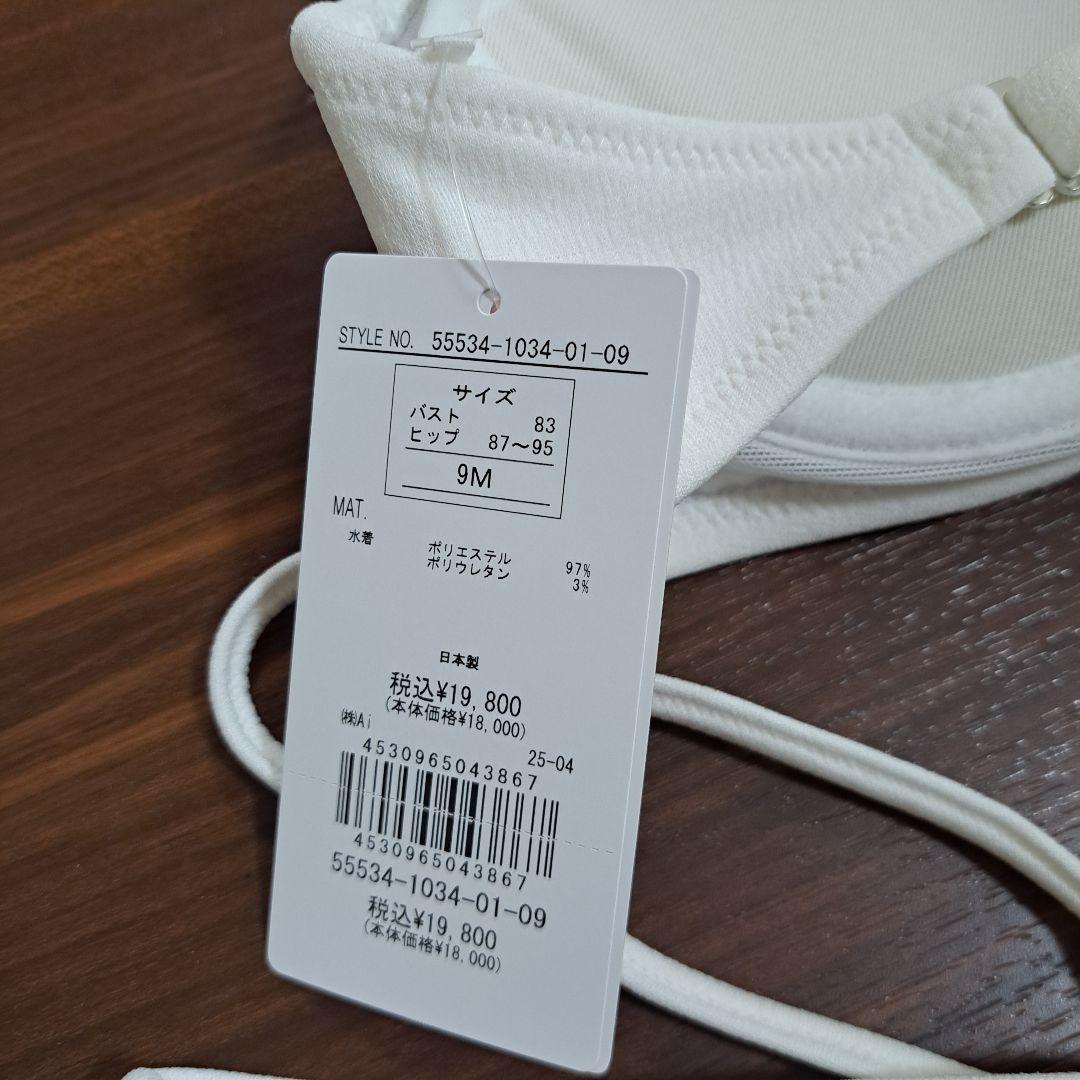 STYLE NO. 55534-1034-01-09
サイズ
バスト 83
ヒップ 87〜95
9M
MAT.
水着 ポリエステル 97%
ポリウレタン 3%
日本製
税込¥19,800
(本体価格¥18,000)
㈱Ai 25-04
4530965043867
4530965043867
55534-1034-01-09
税込¥19,800
(本体価格¥18,000)